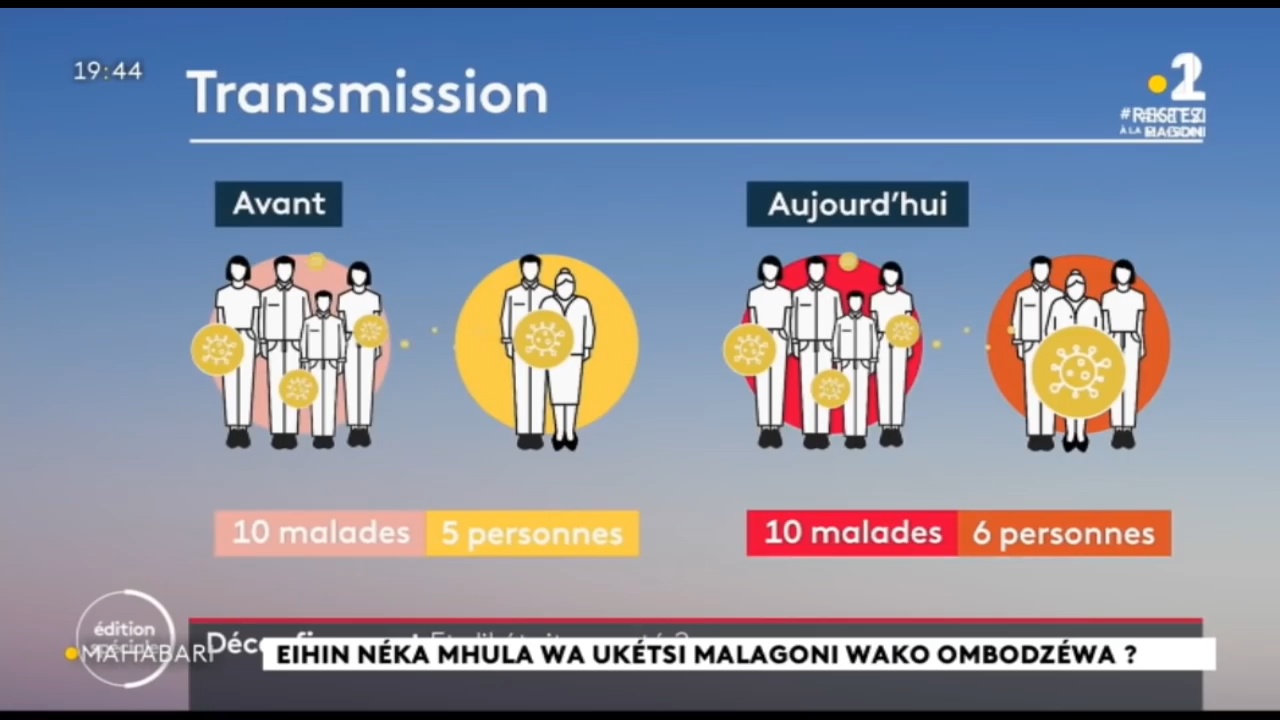 19:44
Transmission
1
Avant
Aujourd'hui
10 malades 5 personnes
10 malades 6 personnes
édition
MAHABARI
EIHIN NÉKA MHULA WA UKÉTSI MALAGONI WAKO OMBODZÉWA ?